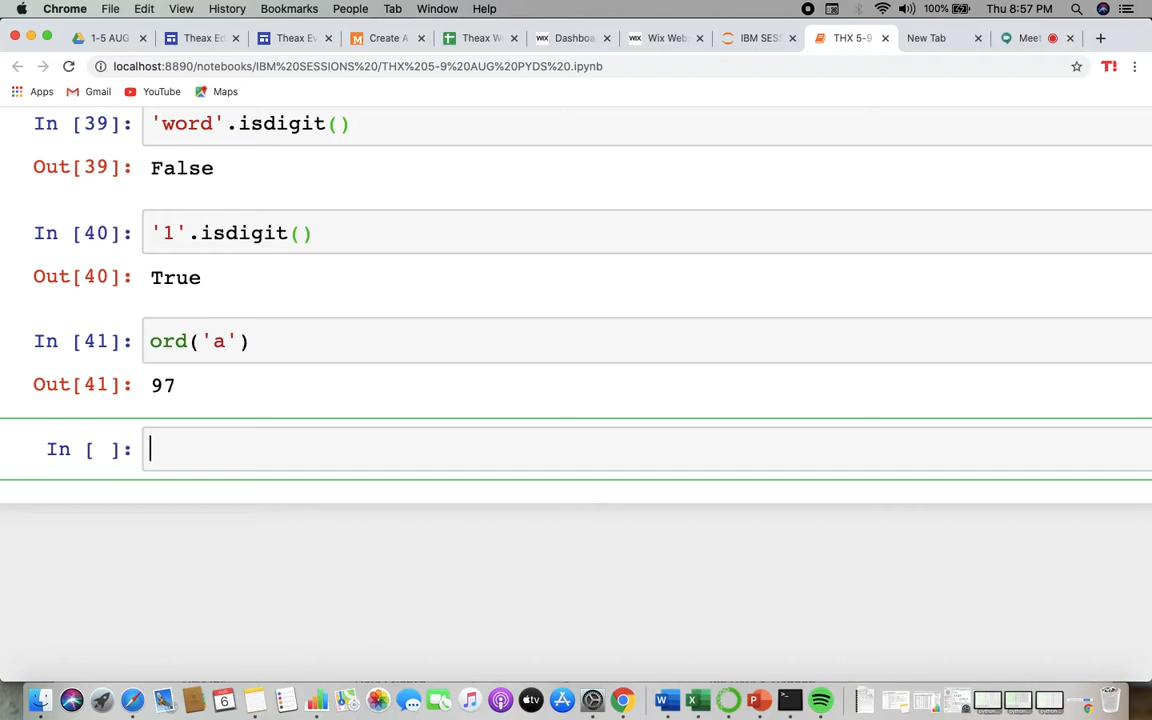 Chrome File Edit View History Bookmarks People Tab Window Help 100% Thu 8:57 PM
1-5 AUG Theax Ed Theax Ev Create A Theax W Dashboa Wix Web IBM SESS THX 5-9 New Tab Meet
localhost:8890/notebooks/IBM%20SESSIONS%20/THX%205-9%20AUG%20PYDS%20.ipynb T!
Apps Gmail YouTube Maps
In [39]: 'word'.isdigit()
Out[39]: False
In [40]: '1'.isdigit()
Out[40]: True
In [41]: ord('a')
Out[41]: 97
In [ ]: